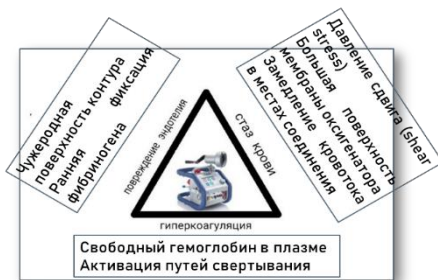 Чужеродная
поверхность контура
Ранняя фиксация
фибриногена
Давление сдвига (shear
stress)
Большая поверхность
мембраны оксигенатора
Замедление кровотока
в местах соединения
повреждение эндотелия
стаз крови
гиперкоагуляция
Свободный гемоглобин в плазме
Активация путей свертывания